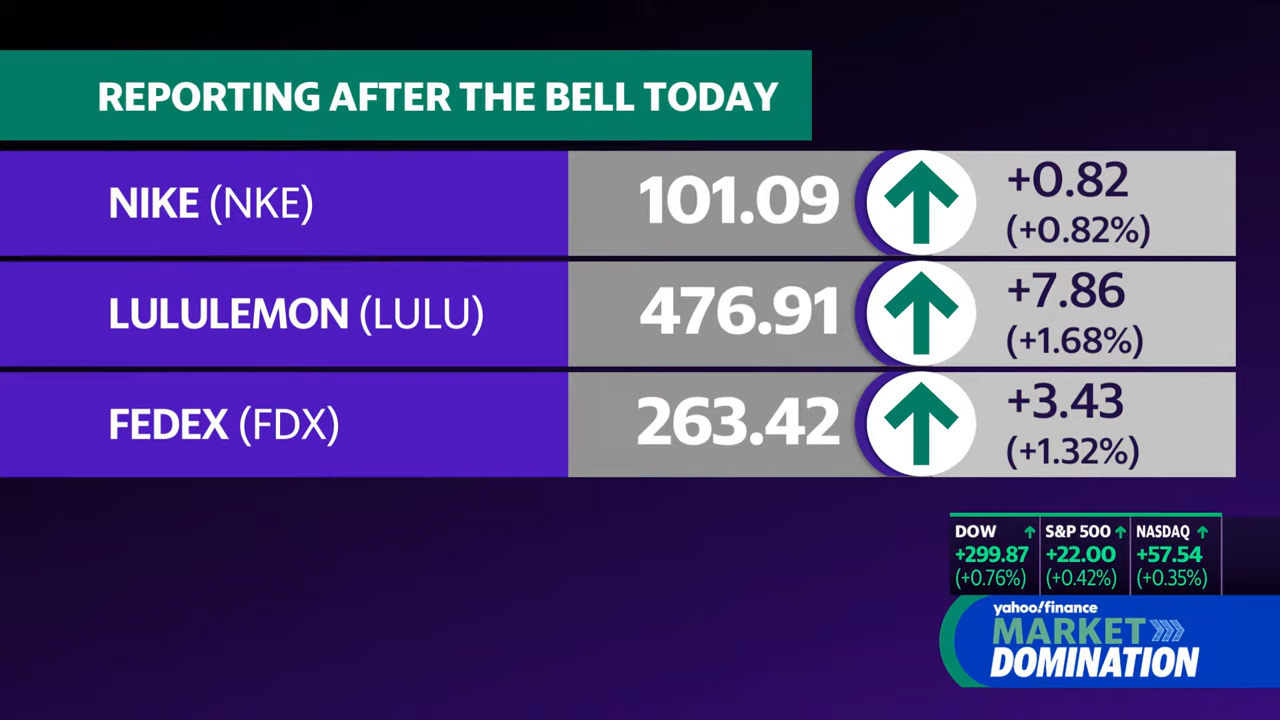 REPORTING AFTER THE BELL TODAY
NIKE (NKE) 101.09 +0.82
(+0.82%)
LULULEMON (LULU) 476.91 +7.86
(+1.68%)
FEDEX (FDX) 263.42 +3.43
(+1.32%)
DOW S&P 500 NASDAQ
+299.87 +22.00 +57.54
(+0.76%) (+0.42%) (+0.35%)
yahoo!finance
MARKET
DOMINATION